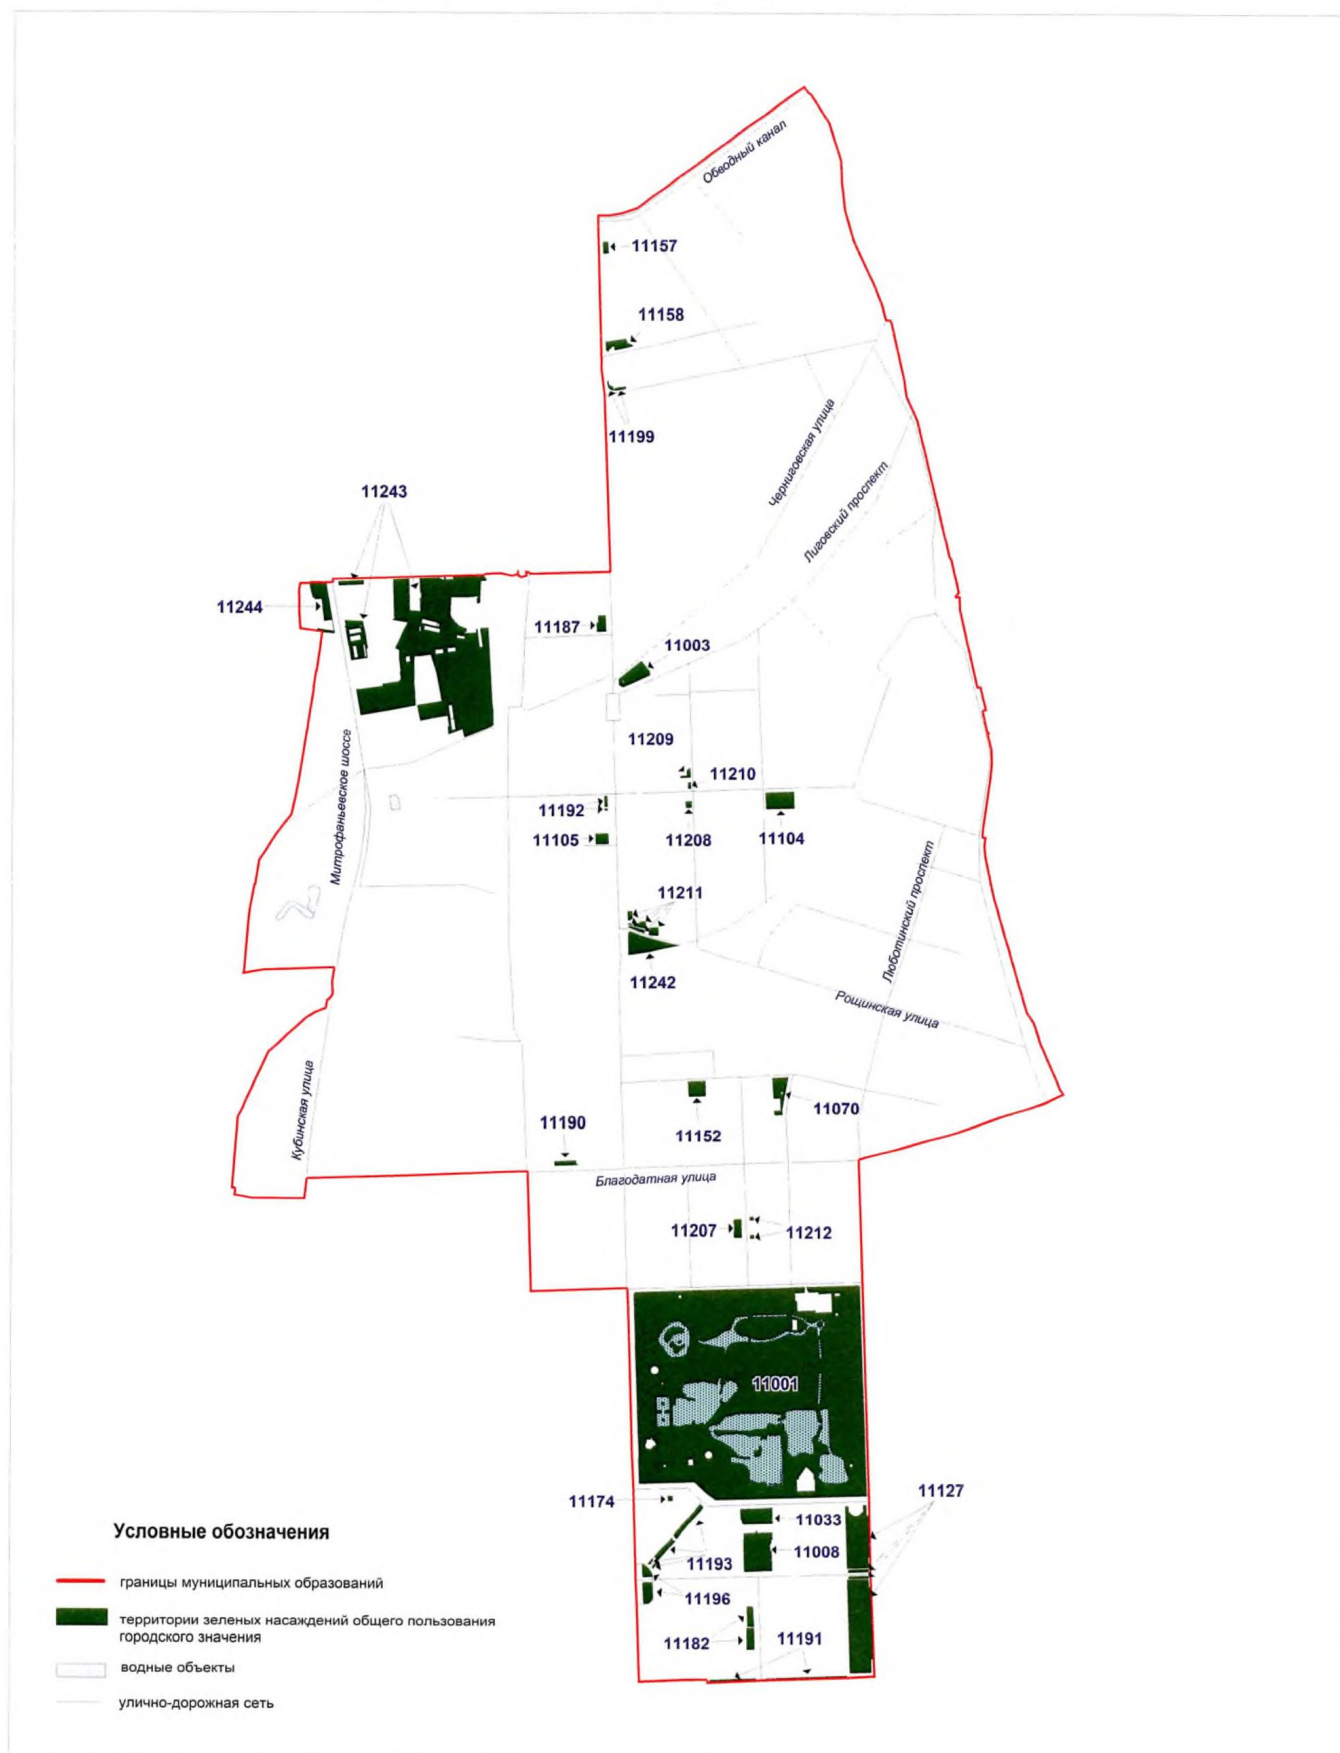 Обводный канал
11157
11158
11199
Черниговская улица
Лиговский проспект
11243
11244
11187
11003
11209
11210
11192
11105
11208
11104
Митрофаньевское шоссе
11211
11242
Люботинский проспект
Рощинская улица
Кубинская улица
11190
11152
11070
Благодатная улица
11207
11212
11001
11174
11127
11033
11008
11193
11196
11182
11191
Условные обозначения
границы муниципальных образований
территории зеленых насаждений общего пользования
городского значения
водные объекты
улично-дорожная сеть